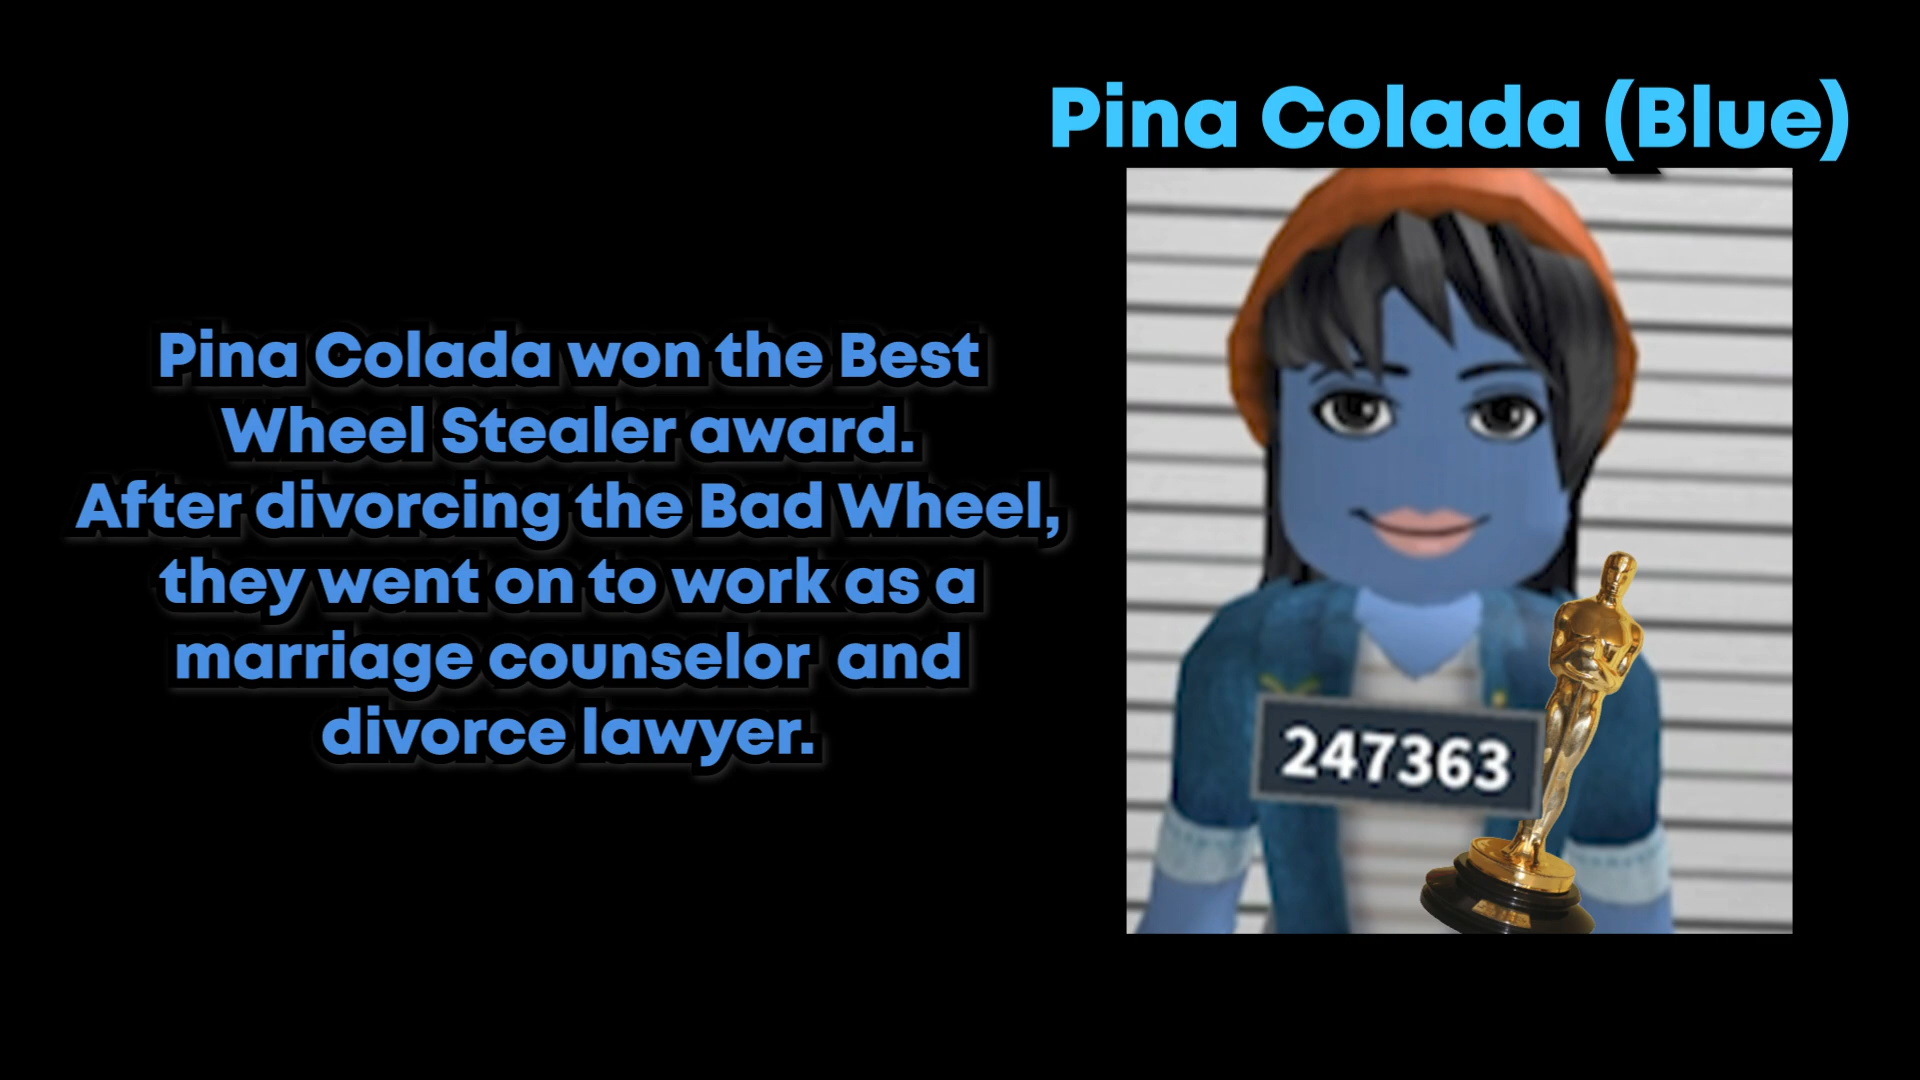 Pina Colada (Blue)
Pina Colada won the Best
Wheel Stealer award.
After divorcing the Bad Wheel,
they went on to work as a
marriage counselor  and
divorce lawyer.
247363